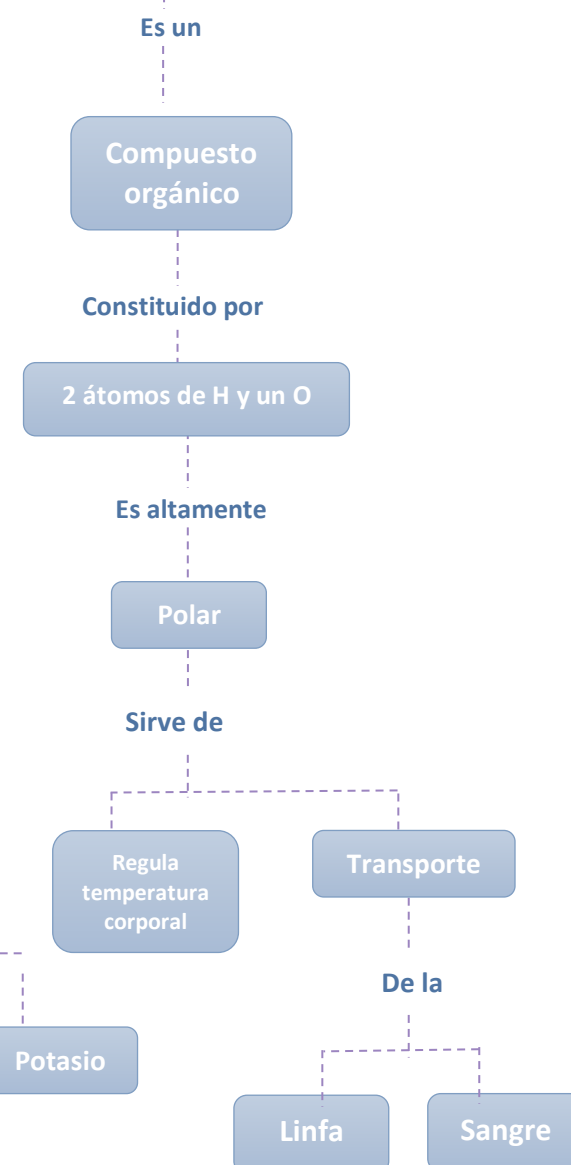 Es un
Compuesto
orgánico
Constituido por
2 átomos de H y un O
Es altamente
Polar
Sirve de
Regula
temperatura
corporal
Transporte
De la
Potasio
Linfa
Sangre